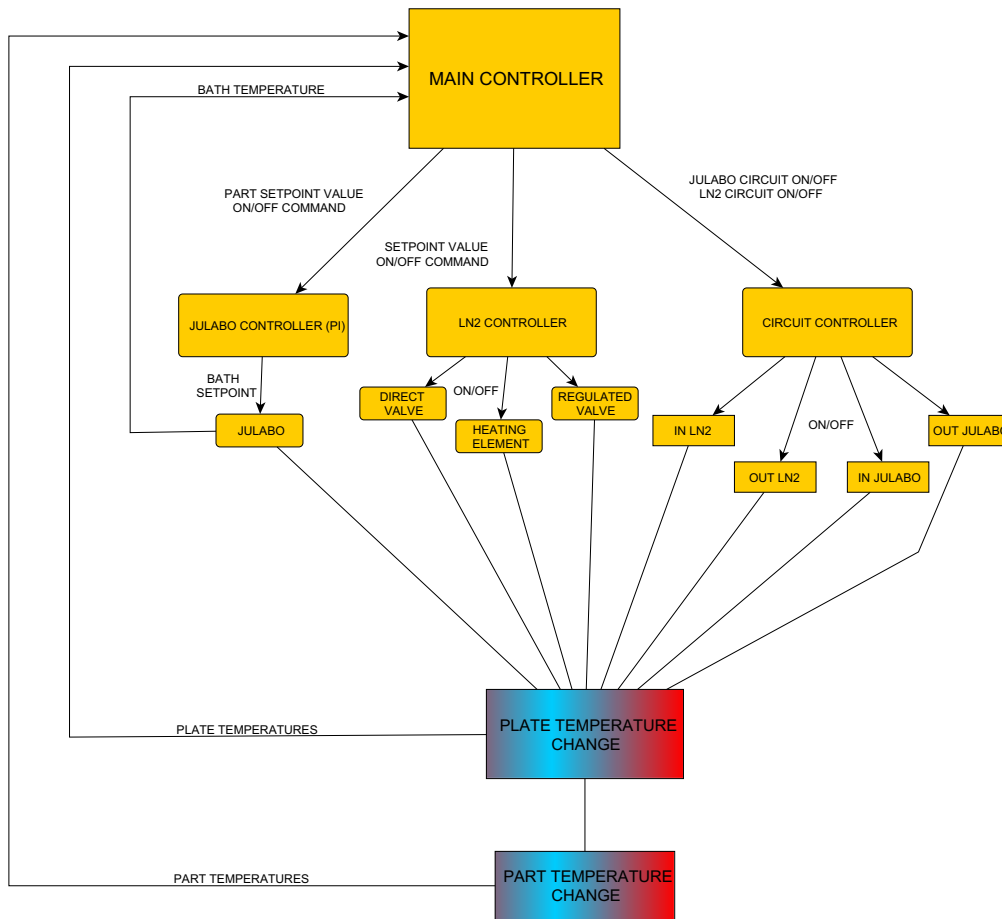 MAIN CONTROLLER
BATH TEMPERATURE
PART SETPOINT VALUE
ON/OFF COMMAND
SETPOINT VALUE
ON/OFF COMMAND
JULABO CIRCUIT ON/OFF
LN2 CIRCUIT ON/OFF
JULABO CONTROLLER (PI)
LN2 CONTROLLER
CIRCUIT CONTROLLER
BATH
SETPOINT
JULABO
DIRECT
VALVE
ON/OFF
HEATING
ELEMENT
REGULATED
VALVE
IN LN2
OUT LN2
ON/OFF
IN JULABO
OUT JULABO
PLATE TEMPERATURES
PLATE TEMPERATURE
CHANGE
PART TEMPERATURES
PART TEMPERATURE
CHANGE